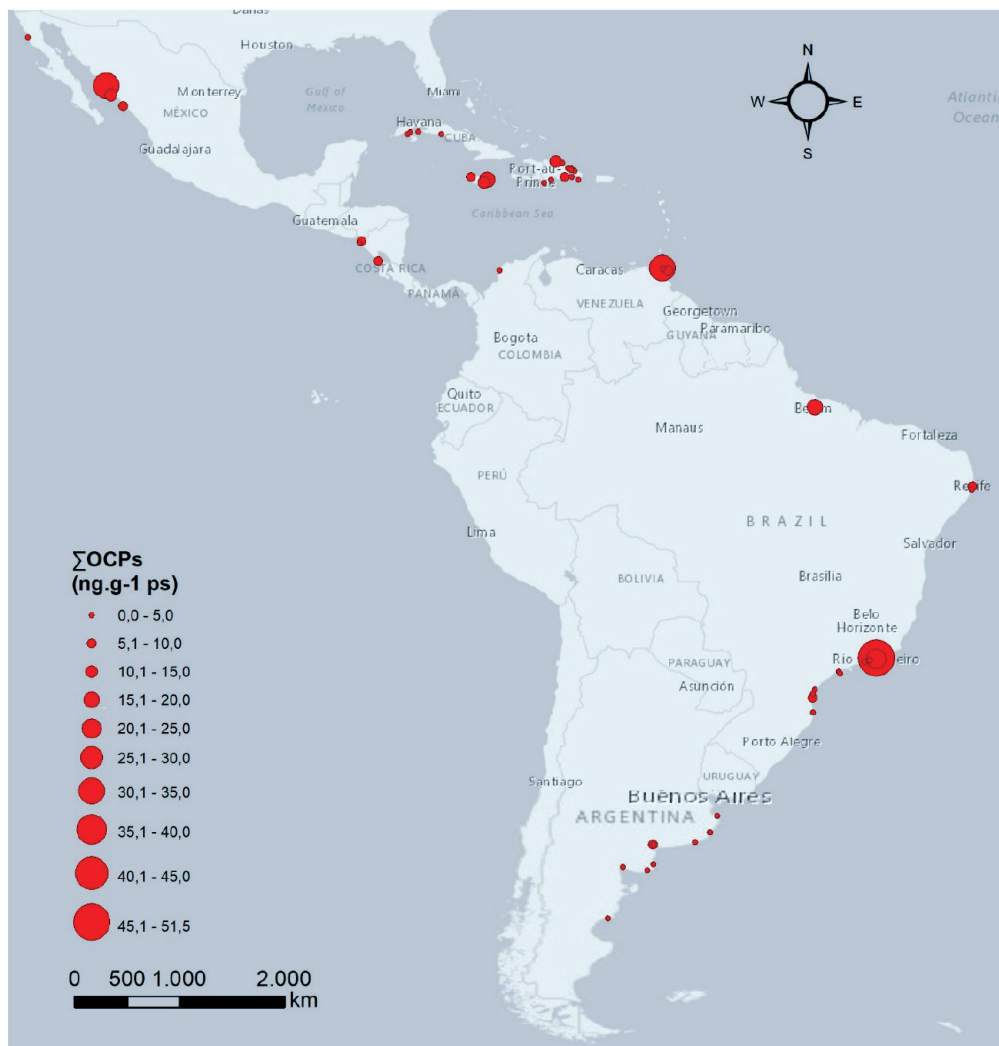 Dallas
Houston
Monterrey
MÉXICO
Gulf of
Mexico
Miami
Havana
CUBA
Guadalajara
Port-au-
Prince
Guatemala
Caribbean Sea
COSTA RICA
PANAMÁ
Caracas
VENEZUELA
Georgetown
Paramaribo
GUYANA
Bogota
COLOMBIA
Quito
ECUADOR
Manaus
Fortaleza
PERÚ
Lima
BRAZIL
Salvador
BOLIVIA
Brasília
Belo
Horizonte
PARAGUAY
Asunción
Porto Alegre
URUGUAY
Santiago
Buenos Aires
ARGENTINA
N
W
E
S
Atlantic
Ocean
∑OCPs
(ng.g-1 ps)
0,0 - 5,0
5,1 - 10,0
10,1 - 15,0
15,1 - 20,0
20,1 - 25,0
25,1 - 30,0
30,1 - 35,0
35,1 - 40,0
40,1 - 45,0
45,1 - 51,5
0 500 1.000 2.000
km